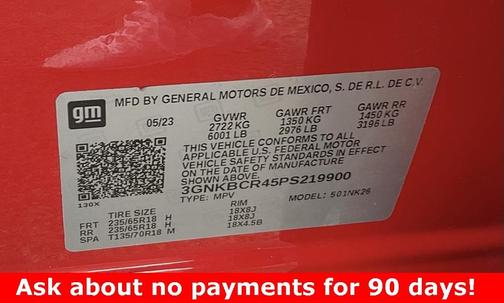 gm
MFD BY GENERAL MOTORS DE MEXICO, S. DE R.L. DE C.V.
05/23 GVWR GAWR FRT GAWR RR
2722 KG 1350 KG 1450 KG
6001 LB 2976 LB 3196 LB
THIS VEHICLE CONFORMS TO ALL
APPLICABLE U.S. FEDERAL MOTOR
VEHICLE SAFETY STANDARDS IN EFFECT
ON THE DATE OF MANUFACTURE
SHOWN ABOVE.
3GNKBCR45PS219900
TYPE: MPV MODEL: 501NK26
130X
TIRE SIZE RIM
FRT 235/65R18 H 18X8J
RR 235/65R18 H 18X8J
SPA T135/70R18 M 18X4.5B
Ask about no payments for 90 days!